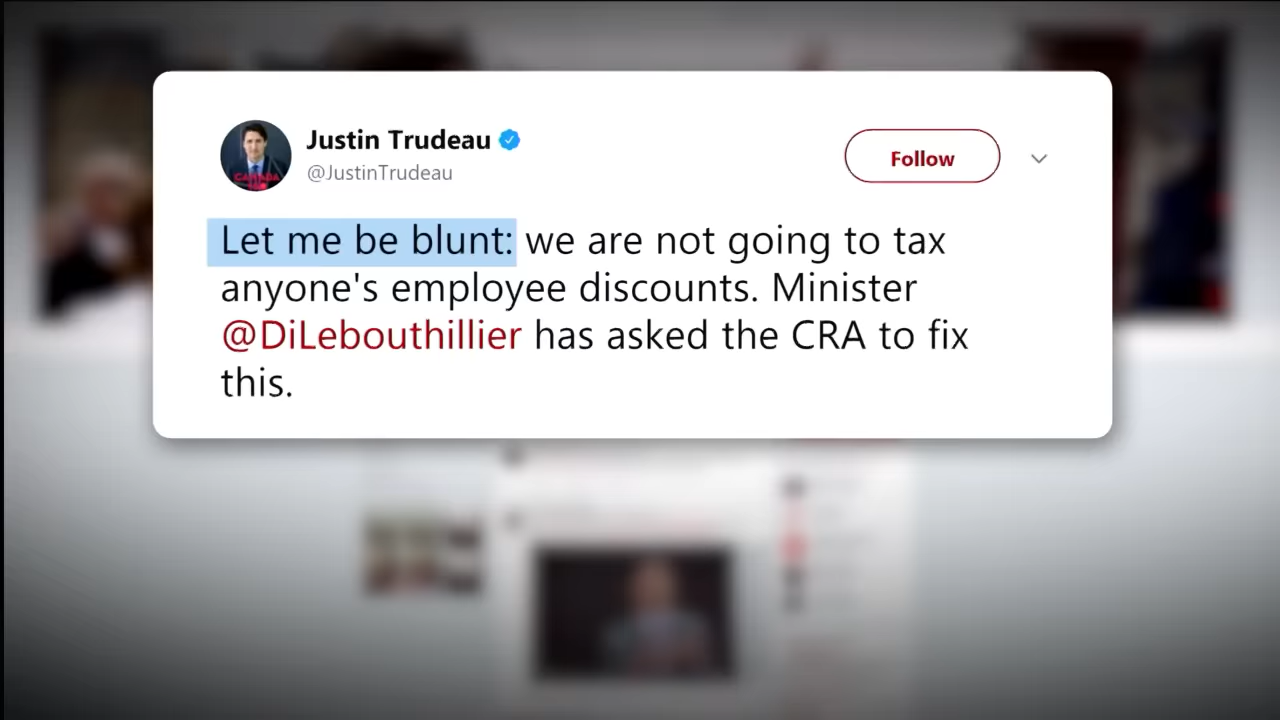 Justin Trudeau
@JustinTrudeau
Follow
Let me be blunt: we are not going to tax
anyone's employee discounts. Minister
@DiLebouthillier has asked the CRA to fix
this.